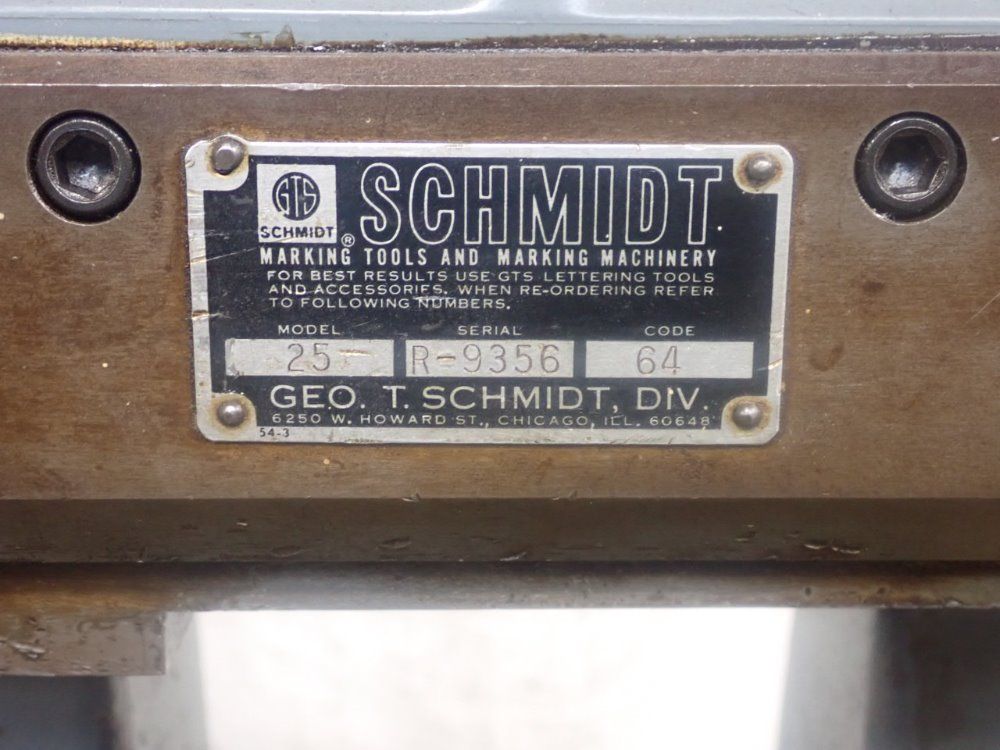 GTS
SCHMIDT® SCHMIDT
MARKING TOOLS AND MARKING MACHINERY
FOR BEST RESULTS USE GTS LETTERING TOOLS
AND ACCESSORIES. WHEN RE-ORDERING REFER
TO FOLLOWING NUMBERS.
MODEL SERIAL CODE
25 R-9356 64
GEO. T. SCHMIDT, DIV.
6250 W. HOWARD ST., CHICAGO, ILL. 60648
54-3